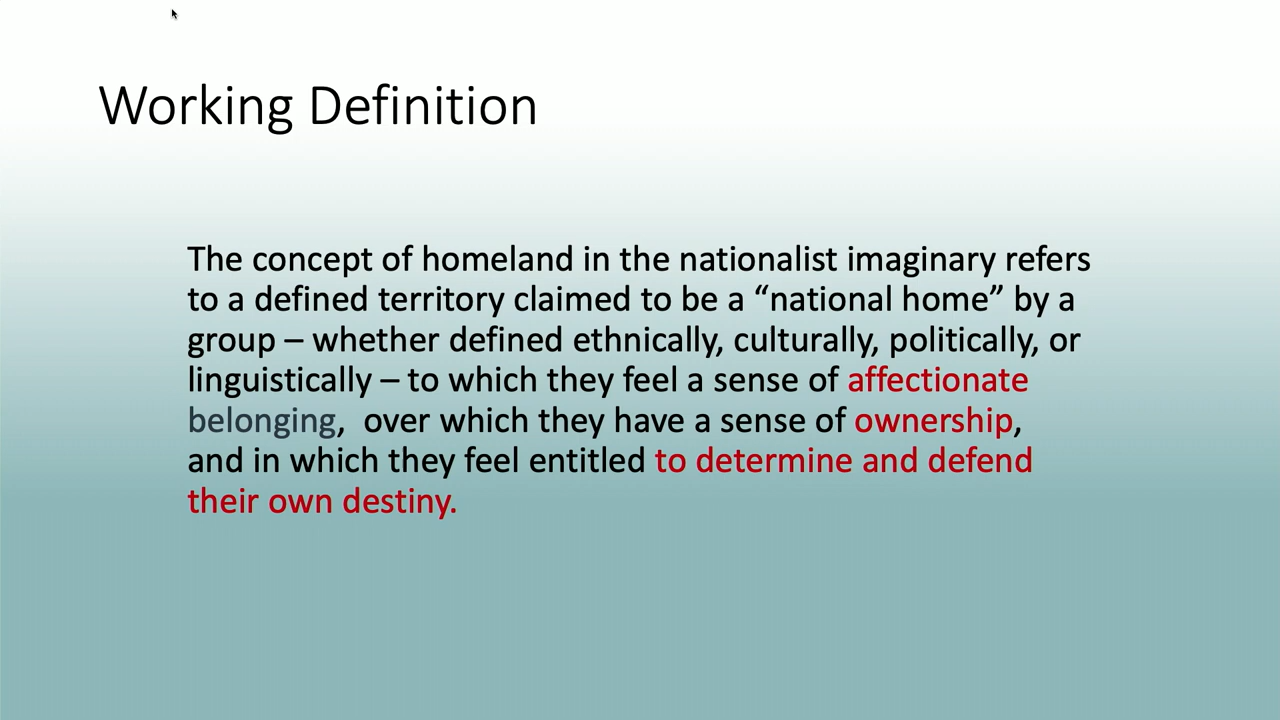 Working Definition
The concept of homeland in the nationalist imaginary refers
to a defined territory claimed to be a “national home” by a
group – whether defined ethnically, culturally, politically, or
linguistically – to which they feel a sense of affectionate
belonging,  over which they have a sense of ownership,
and in which they feel entitled to determine and defend
their own destiny.